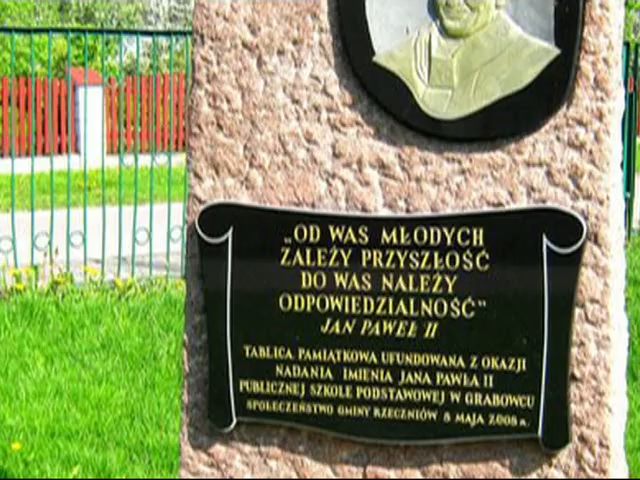 „OD WAS MŁODYCH
ZALEŻY PRZYSZŁOŚĆ
DO WAS NALEŻY
ODPOWIEDZIALNOŚĆ"
JAN PAWEŁ II
TABLICA PAMIĄTKOWA UFUNDOWANA Z OKAZJI
NADANIA IMIENIA JANA PAWŁA II
PUBLICZNEJ SZKOLE PODSTAWOWEJ W GRABOWCU
SPOŁECZEŃSTWO GMINY RZECZNIÓW 8 MAJA 2008 R.